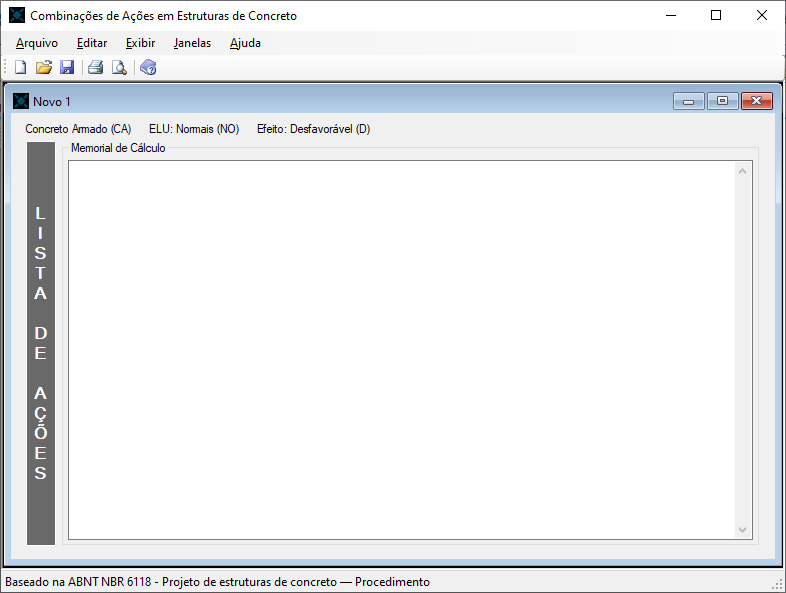 Combinações de Ações em Estruturas de Concreto
Arquivo Editar Exibir Janelas Ajuda
Novo 1
Concreto Armado (CA) ELU: Normais (NO) Efeito: Desfavorável (D)
Memorial de Cálculo
LISTA DE AÇÕES
Baseado na ABNT NBR 6118 - Projeto de estruturas de concreto — Procedimento